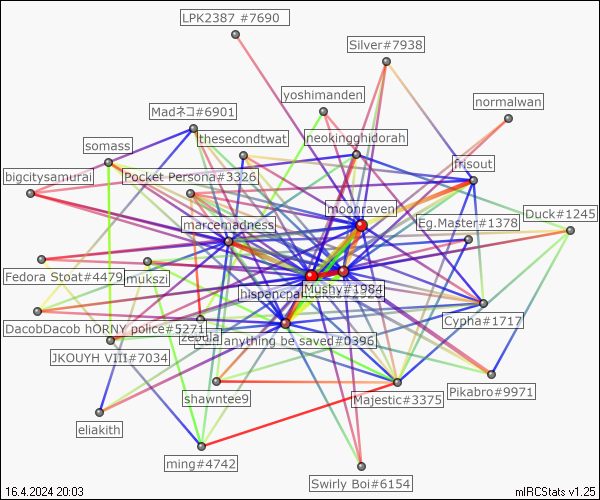 LPK2387 #7690
Silver#7938
yoshimanden
normalwan
Madネコ#6901
thesecondtwat
neokingghidorah
somass
frisout
bigcitysamurai
Pocket Persona#3326
moonraven
Duck#1245
Eg.Master#1378
marcemadness
Fedora Stoat#4479
mukszi
Mushy#1984
Cypha#1717
DacobDacob hORNY police#5271
anything be saved#0396
JKOUYH VIII#7034
Pikabro#9971
shawntee9
Majestic#3375
eliakith
ming#4742
Swirly Boi#6154
16.4.2024 20:03
mIRCStats v1.25